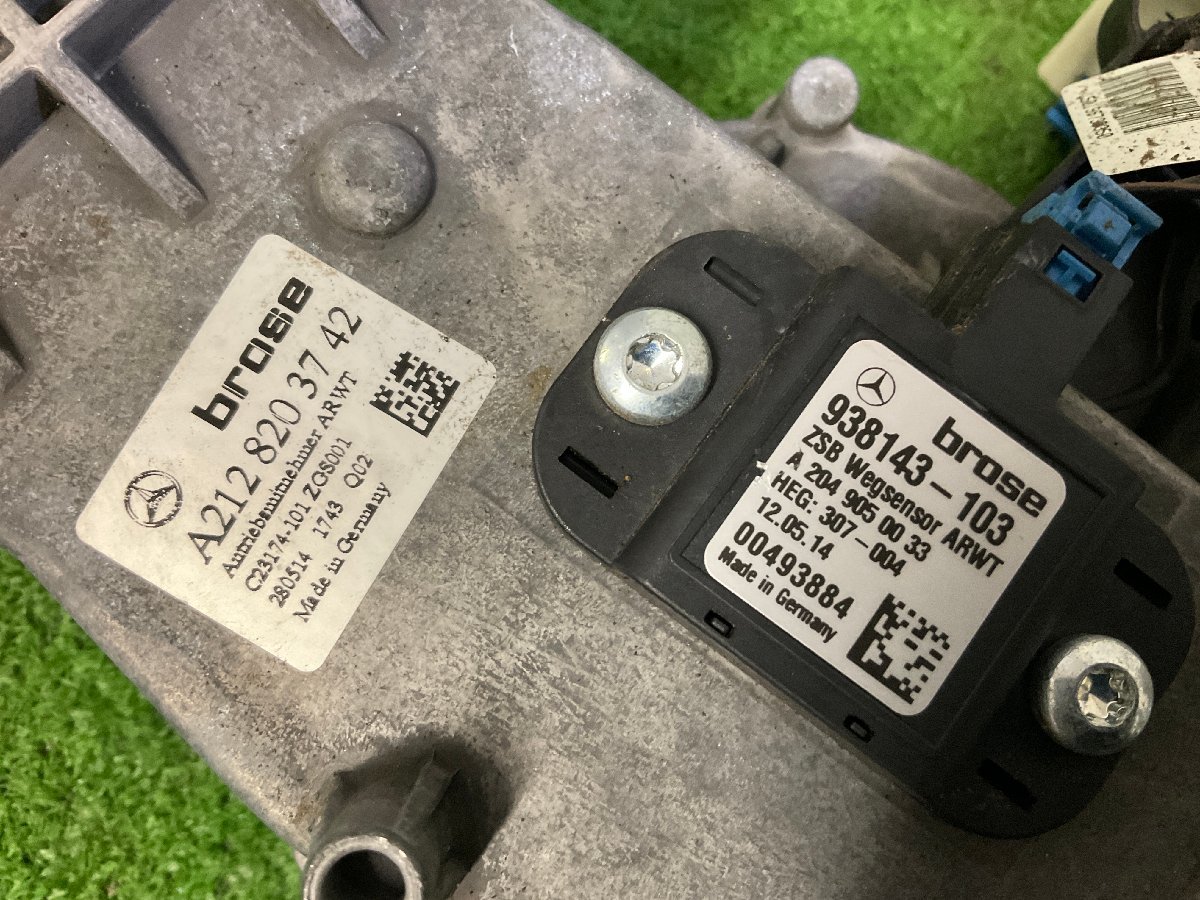 brose
A212 820 37 42
Antriebsmitnehmer ARWT
C23174-101 ZGS001
280514 1743 Q02
Made in Germany
brose
938143-103
ZSB Wegsensor ARWT
A 204 905 00 33
HEG: 307-004
12.05.14
00493884
Made in Germany